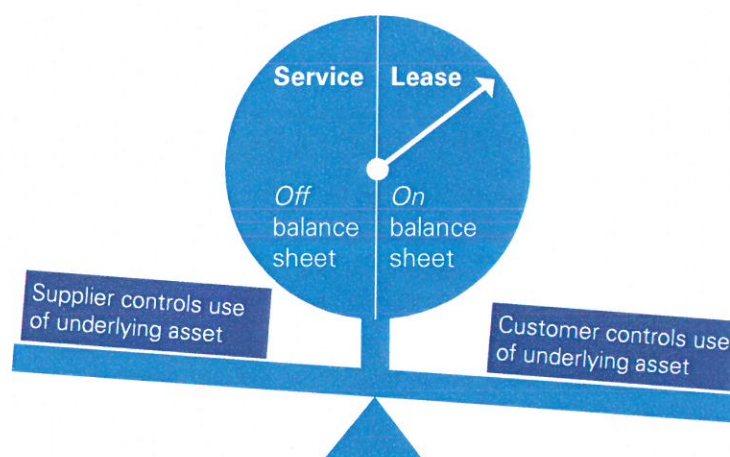 Service
Lease
Off
balance
sheet
On
balance
sheet
Supplier controls use
of underlying asset
Customer controls use
of underlying asset